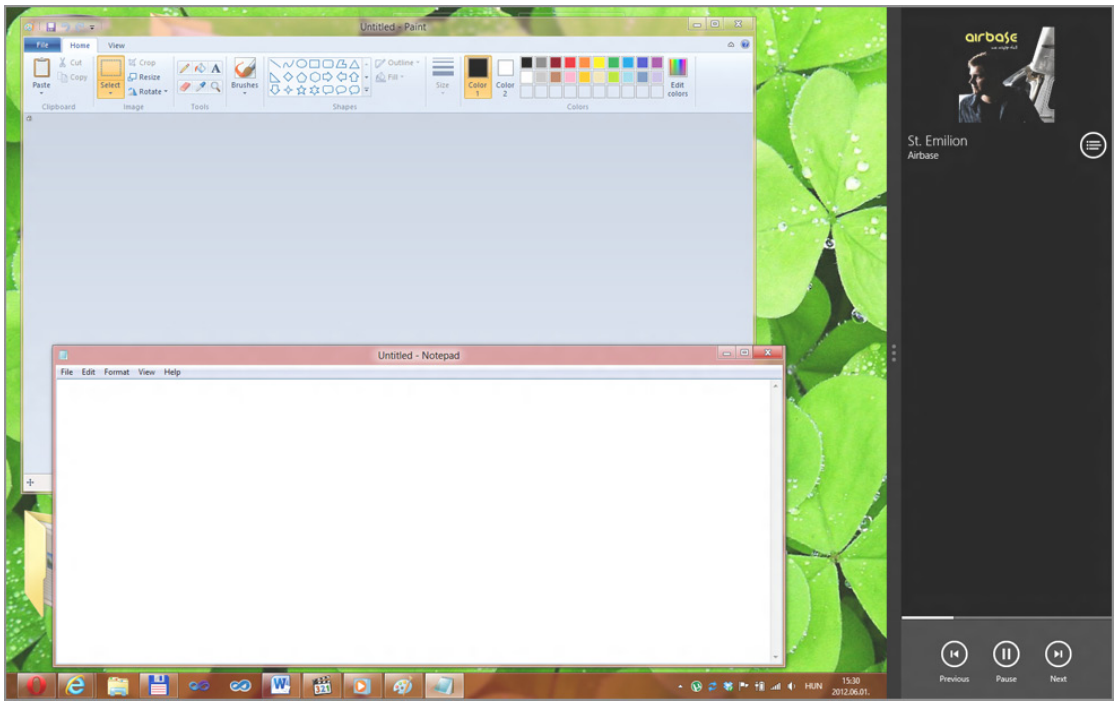 Untitled - Paint
File Home View
Paste
Cut
Copy
Clipboard
Select
Crop
Resize
Rotate
Image
Tools
Brushes
Shapes
Outline
Fill
Size
Color 1
Color 2
Edit colors
Colors
Untitled - Notepad
File Edit Format View Help
321
HUN
15:30
2012.06.01.
airbase
St. Emilion
Airbase
Previous Pause Next